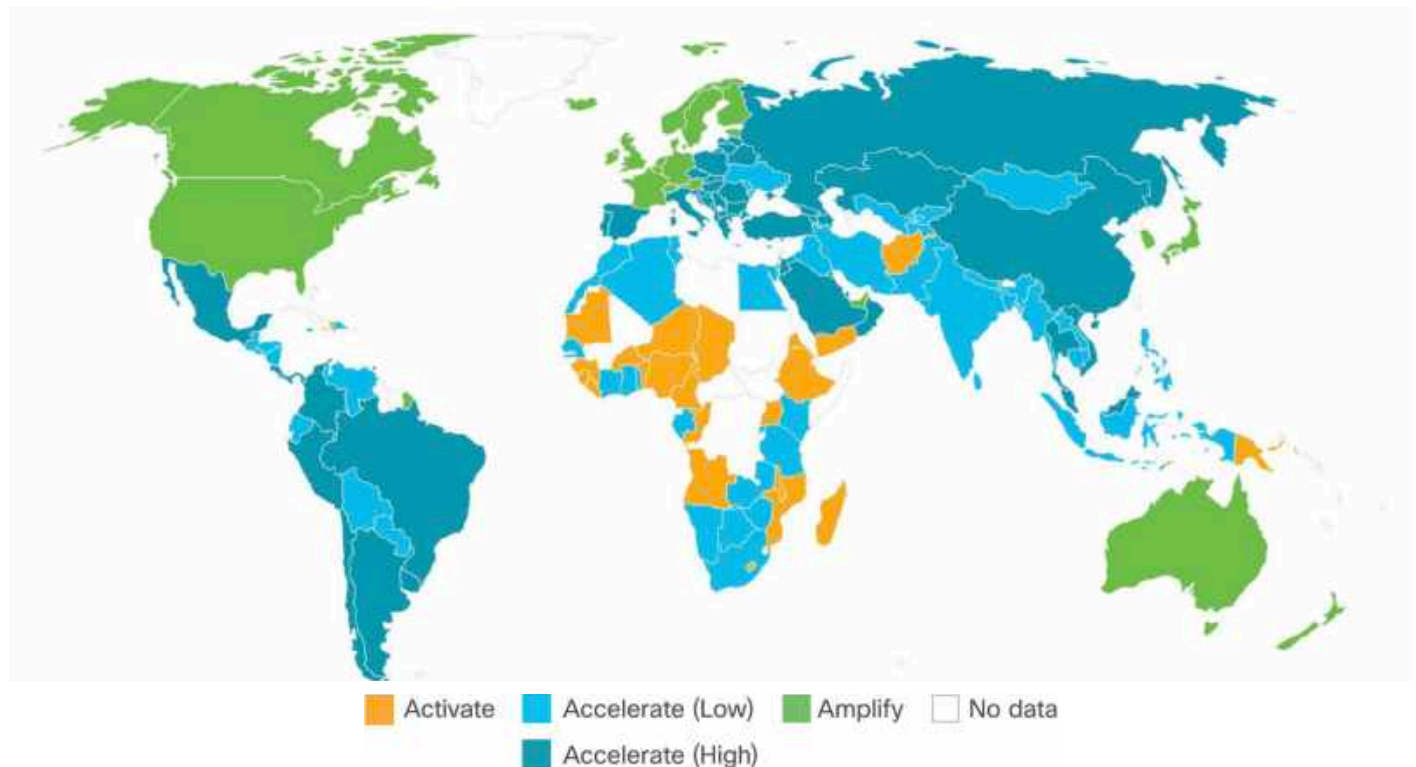 Activate
Accelerate (Low)
Amplify
No data
Accelerate (High)